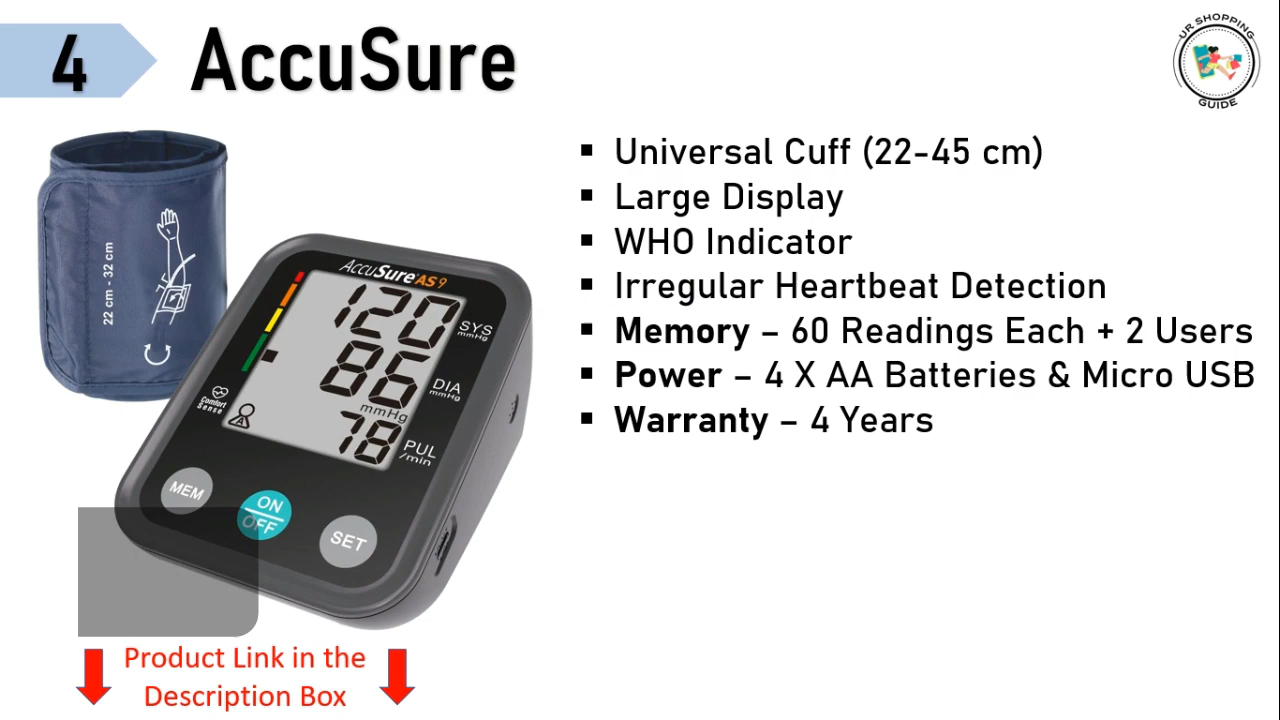 4
AccuSure
UR SHOPPING
GUIDE
22 cm - 32 cm
AccuSure AS9
120
SYS
mmHg
86
DIA
mmHg
mmHg
78
PUL
/min
Comfort
Sense
MEM
ON
OFF
SET
▪ Universal Cuff (22-45 cm)
▪ Large Display
▪ WHO Indicator
▪ Irregular Heartbeat Detection
▪ Memory – 60 Readings Each + 2 Users
▪ Power – 4 X AA Batteries & Micro USB
▪ Warranty – 4 Years
Product Link in the
Description Box